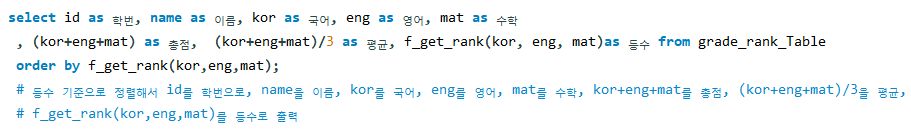 select id as 학번, name as 이름, kor as 국어, eng as 영어, mat as 수학
, (kor+eng+mat) as 총점, (kor+eng+mat)/3 as 평균, f_get_rank(kor, eng, mat)as 등수 from grade_rank_Table
order by f_get_rank(kor,eng,mat);
# 등수 기준으로 정렬해서 id를 학번으로, name을 이름, kor를 국어, eng를 영어, mat를 수학, kor+eng+mat를 총점, (kor+eng+mat)/3을 평균,
# f_get_rank(kor,eng,mat)를 등수로 출력